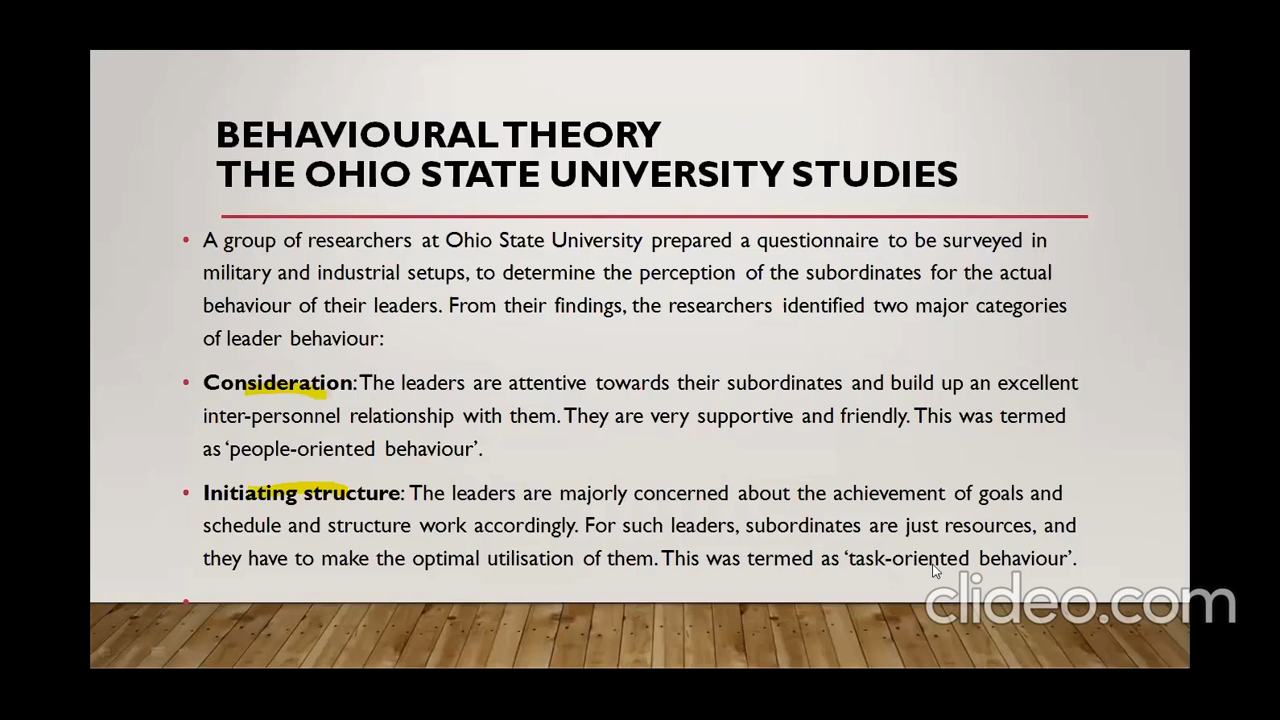 BEHAVIOURAL THEORY
THE OHIO STATE UNIVERSITY STUDIES
• A group of researchers at Ohio State University prepared a questionnaire to be surveyed in
military and industrial setups, to determine the perception of the subordinates for the actual
behaviour of their leaders. From their findings, the researchers identified two major categories
of leader behaviour:
• Consideration: The leaders are attentive towards their subordinates and build up an excellent
inter-personnel relationship with them. They are very supportive and friendly. This was termed
as 'people-oriented behaviour'.
• Initiating structure: The leaders are majorly concerned about the achievement of goals and
schedule and structure work accordingly. For such leaders, subordinates are just resources, and
they have to make the optimal utilisation of them. This was termed as 'task-oriented behaviour'.
•
clideo.com